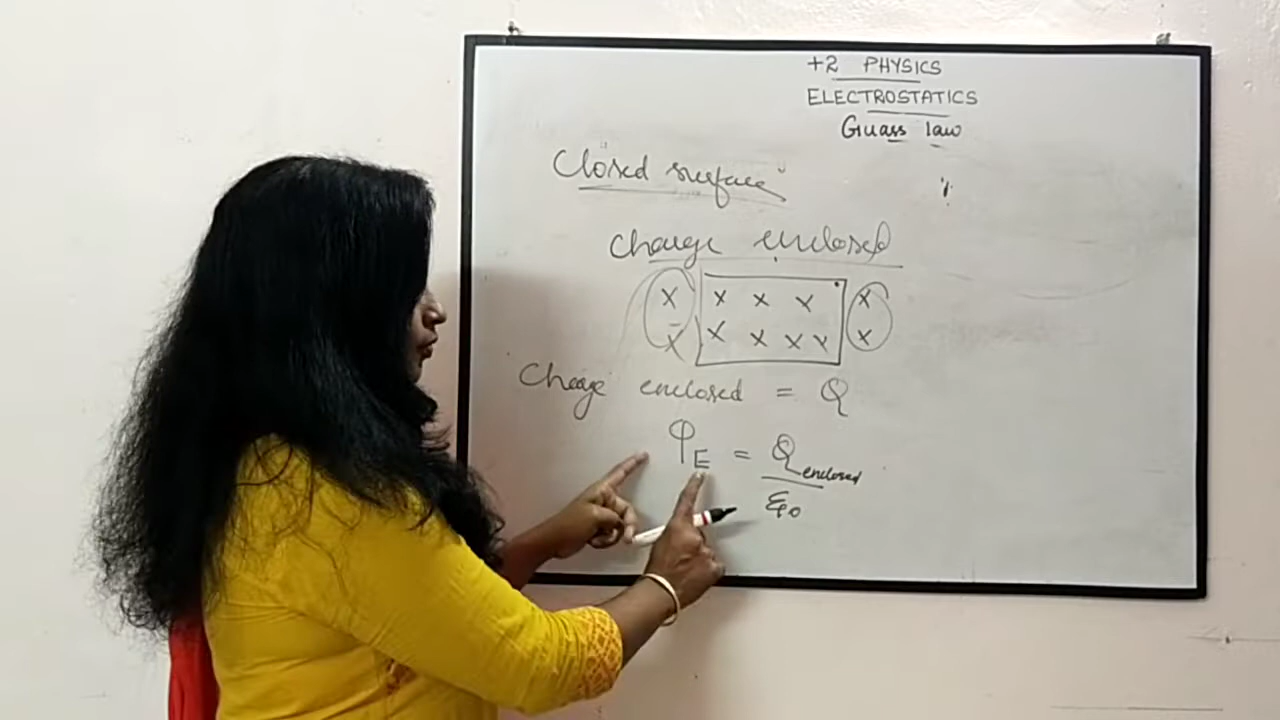 +2 PHYSICS
ELECTROSTATICS
Guass law
"Closed surface"
Charge enclosed
x x x x x
x x x x x x
Charge enclosed = Q
φE = Qenclosed
ε0